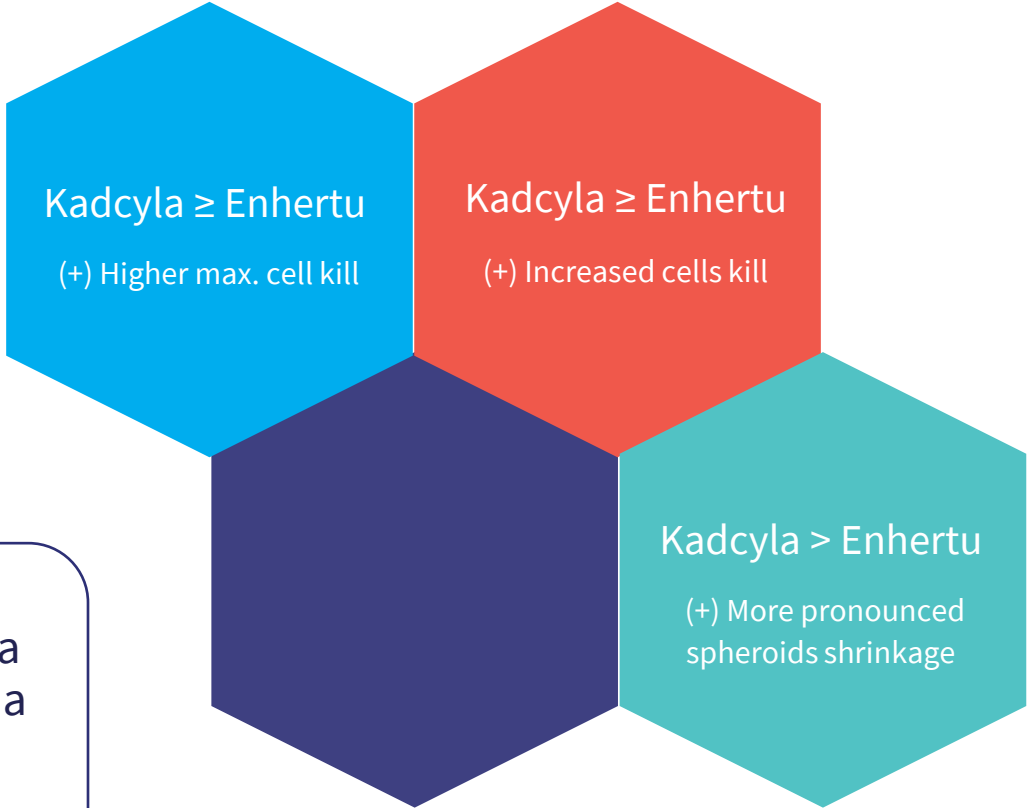 Kadcyla ≥ Enhertu
(+) Higher max. cell kill
Kadcyla ≥ Enhertu
(+) Increased cells kill
Kadcyla > Enhertu
(+) More pronounced
spheroids shrinkage
a
a